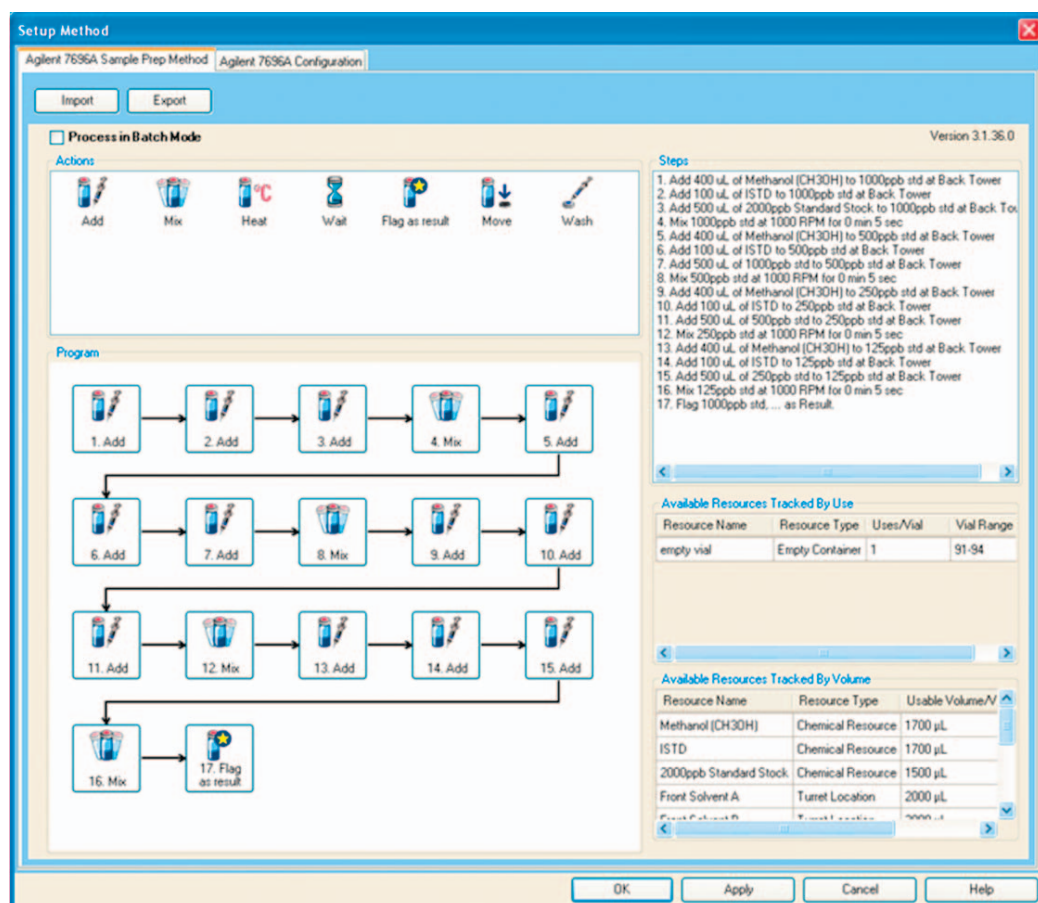 Setup Method
Agilent 7696A Sample Prep Method
Agilent 7696A Configuration
Import
Export
Process in Batch Mode
Version 3.1.36.0
Actions
Add
Mix
Heat
°C
Wait
Flag as result
Move
Wash
Steps
1. Add 400 uL of Methanol (CH3OH) to 1000ppb std at Back Tower
2. Add 100 uL of ISTD to 1000ppb std at Back Tower
3. Add 500 uL of 2000ppb Standard Stock to 1000ppb std at Back Tow
4. Mix 1000ppb std at 1000 RPM for 0 min 5 sec
5. Add 400 uL of Methanol (CH3OH) to 500ppb std at Back Tower
6. Add 100 uL of ISTD to 500ppb std at Back Tower
7. Add 500 uL of 1000ppb std to 500ppb std at Back Tower
8. Mix 500ppb std at 1000 RPM for 0 min 5 sec
9. Add 400 uL of Methanol (CH3OH) to 250ppb std at Back Tower
10. Add 100 uL of ISTD to 250ppb std at Back Tower
11. Add 500 uL of 500ppb std to 250ppb std at Back Tower
12. Mix 250ppb std at 1000 RPM for 0 min 5 sec
13. Add 400 uL of Methanol (CH3OH) to 125ppb std at Back Tower
14. Add 100 uL of ISTD to 125ppb std at Back Tower
15. Add 500 uL of 250ppb std to 125ppb std at Back Tower
16. Mix 125ppb std at 1000 RPM for 0 min 5 sec
17. Flag 1000ppb std, ... as Result.
Program
1. Add
2. Add
3. Add
4. Mix
5. Add
6. Add
7. Add
8. Mix
9. Add
10. Add
11. Add
12. Mix
13. Add
14. Add
15. Add
16. Mix
17. Flag
as result
Available Resources Tracked By Use
Resource Name Resource Type Uses/Vial Vial Range
empty vial Empty Container 1 91-94
Available Resources Tracked By Volume
Resource Name Resource Type Usable Volume/V
Methanol (CH3OH) Chemical Resource 1700 µL
ISTD Chemical Resource 1700 µL
2000ppb Standard Stock Chemical Resource 1500 µL
Front Solvent A Turret Location 2000 µL
OK
Apply
Cancel
Help